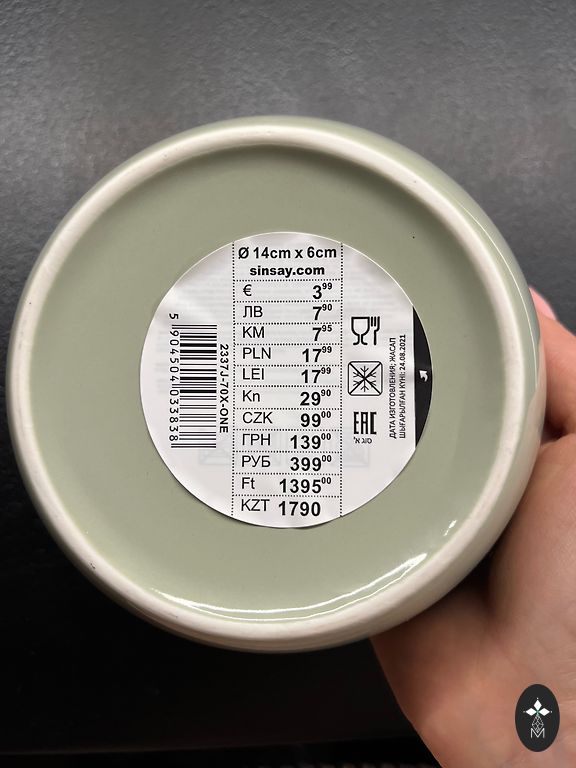 Ø 14cm x 6cm
sinsay.com
€ 3⁹⁹
ЛВ 7⁹⁰
KM 7⁹⁵
PLN 17⁹⁹
LEI 17⁹⁹
Kn 29⁹⁰
CZK 99⁰⁰
ГРН 139⁰⁰
РУБ 399⁰⁰
Ft 1395⁰⁰
KZT 1790
5 904504 033838
2337J-70X-ONE
EAC
סוג א'
ДАТА ИЗГОТОВЛЕНИЯ; ЖАСАП
ШЫҒАРЫЛҒАН КҮНІ: 24.08.2021
M